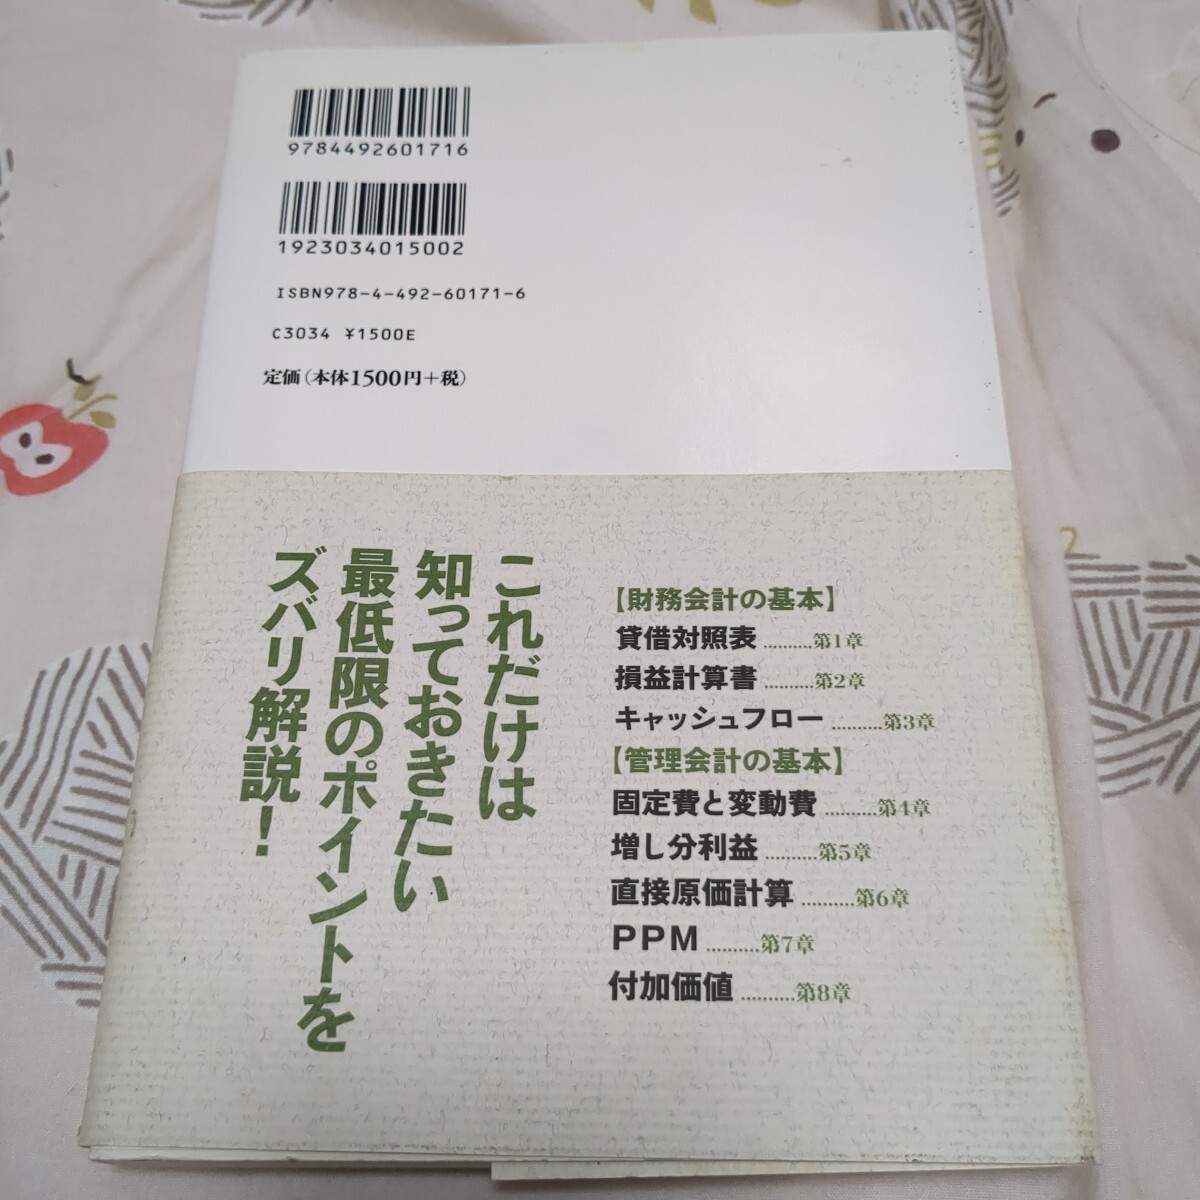 9784492601716
1923034015002
ISBN978-4-492-60171-6
C3034 ¥1500E
定価(本体1500円+税)
これだけは
知っておきたい
最低限のポイントを
ズバリ解説！
【財務会計の基本】
貸借対照表..........第1章
損益計算書..........第2章
キャッシュフロー..........第3章
【管理会計の基本】
固定費と変動費..........第4章
増し分利益..........第5章
直接原価計算..........第6章
PPM..........第7章
付加価値..........第8章